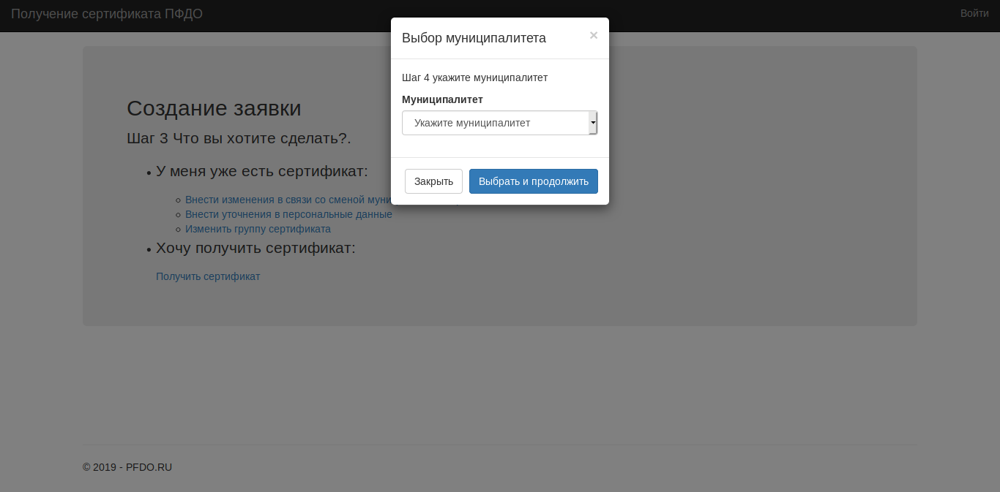 Получение сертификата ПФДО
Войти
Выбор муниципалитета
×
Шаг 4 укажите муниципалитет
Муниципалитет
Укажите муниципалитет
Закрыть
Выбрать и продолжить
Создание заявки
Шаг 3 Что вы хотите сделать?.
У меня уже есть сертификат:
Внести изменения в связи со сменой
Внести уточнения в персональные данные
Изменить группу сертификата
Хочу получить сертификат:
Получить сертификат
© 2019 - PFDO.RU